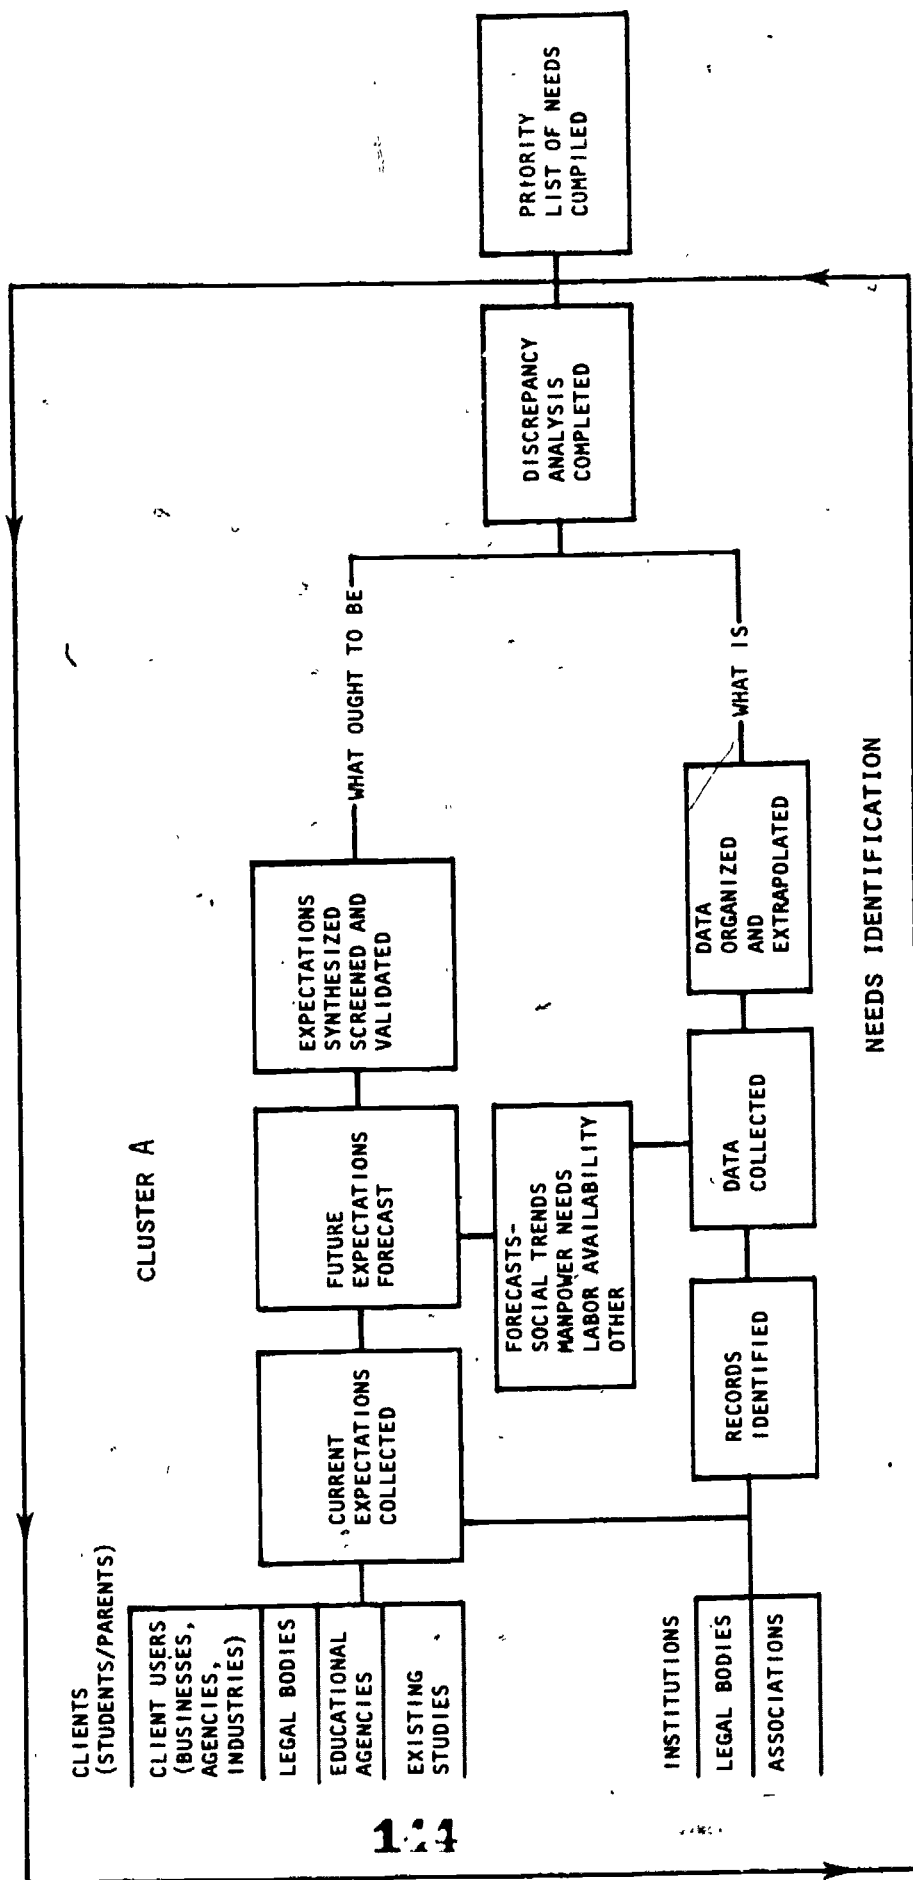 CLUSTER A
CLIENTS
(STUDENTS/PARENTS)
CLIENT USERS
(BUSINESSES,
AGENCIES,
INDUSTRIES)
LEGAL BODIES
EDUCATIONAL
AGENCIES
EXISTING
STUDIES
CURRENT
EXPECTATIONS
COLLECTED
FUTURE
EXPECTATIONS
FORECAST
EXPECTATIONS
SYNTHESIZED
SCREENED AND
VALIDATED
WHAT OUGHT TO BE
FORECASTS-
SOCIAL TRENDS
MANPOWER NEEDS
LABOR AVAILABILITY
OTHER
INSTITUTIONS
LEGAL BODIES
ASSOCIATIONS
RECORDS
IDENTIFIED
DATA
COLLECTED
DATA
ORGANIZED
AND
EXTRAPOLATED
WHAT IS
DISCREPANCY
ANALYSIS
COMPLETED
PRIORITY
LIST OF NEEDS
COMPILED
NEEDS IDENTIFICATION